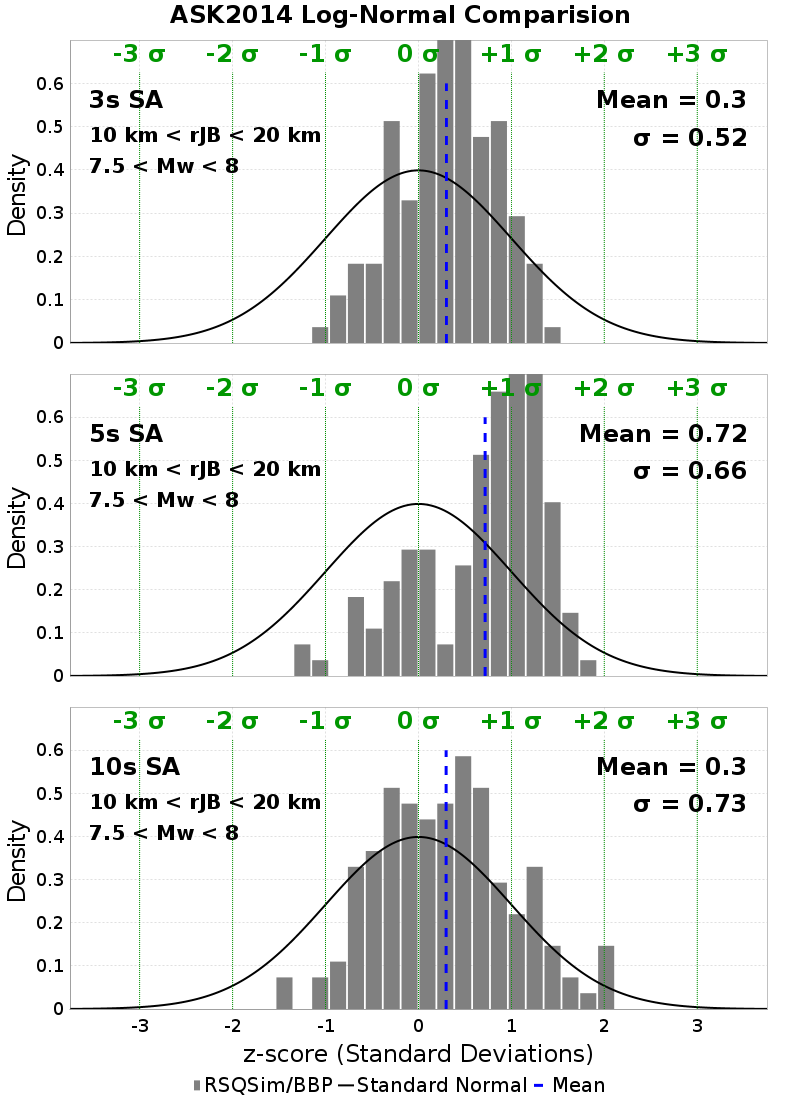 ASK2014 Log-Normal Comparision
-3 σ -2 σ -1 σ 0 σ +1 σ +2 σ +3 σ
0.6
3s SA Mean = 0.3
0.5
10 km < rJB < 20 km σ = 0.52
7.5 < Mw < 8
0.4
0.3
0.2
0.1
0
Density
-3 σ -2 σ -1 σ 0 σ +1 σ +2 σ +3 σ
0.6
5s SA Mean = 0.72
0.5
10 km < rJB < 20 km σ = 0.66
7.5 < Mw < 8
0.4
0.3
0.2
0.1
0
Density
-3 σ -2 σ -1 σ 0 σ +1 σ +2 σ +3 σ
0.6
10s SA Mean = 0.3
0.5
10 km < rJB < 20 km σ = 0.73
7.5 < Mw < 8
0.4
0.3
0.2
0.1
0
Density
-3 -2 -1 0 1 2 3
z-score (Standard Deviations)
RSQSim/BBP Standard Normal Mean